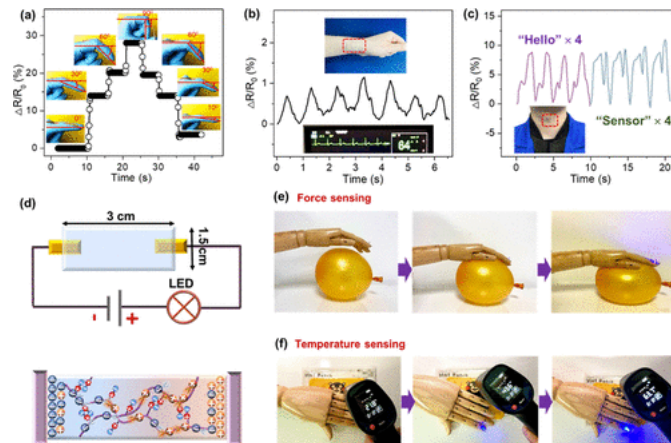 (a)
ΔR/R₀ (%)
30
20
10
0
0°
30°
60°
90°
60°
30°
10°
0 10 20 30 40
Time (s)
(b)
ΔR/R₀ (%)
2
1
0
64
0 1 2 3 4 5 6
Time (s)
(c)
ΔR/R₀ (%)
10
5
0
-5
"Hello" × 4
"Sensor" × 4
0 5 10 15 20
Time (s)
(d)
3 cm
1.5cm
LED
- +
(e) Force sensing
(f) Temperature sensing